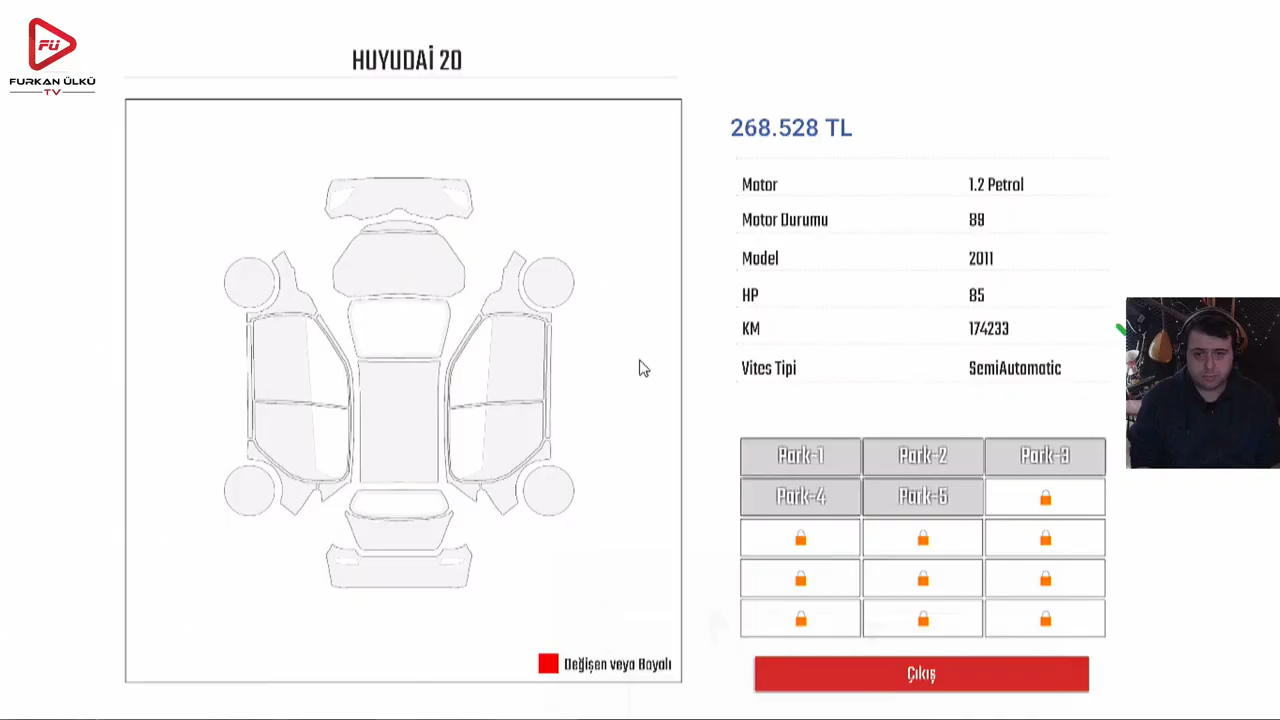 FU
FURKAN ÜLKÜ
TV
HUYUDAİ 20
268.528 TL
Motor 1.2 Petrol
Motor Durumu 89
Model 2011
HP 85
KM 174233
Vites Tipi SemiAutomatic
Park-1 Park-2 Park-3
Park-4 Park-5
Değişen veya Boyalı
Çıkış